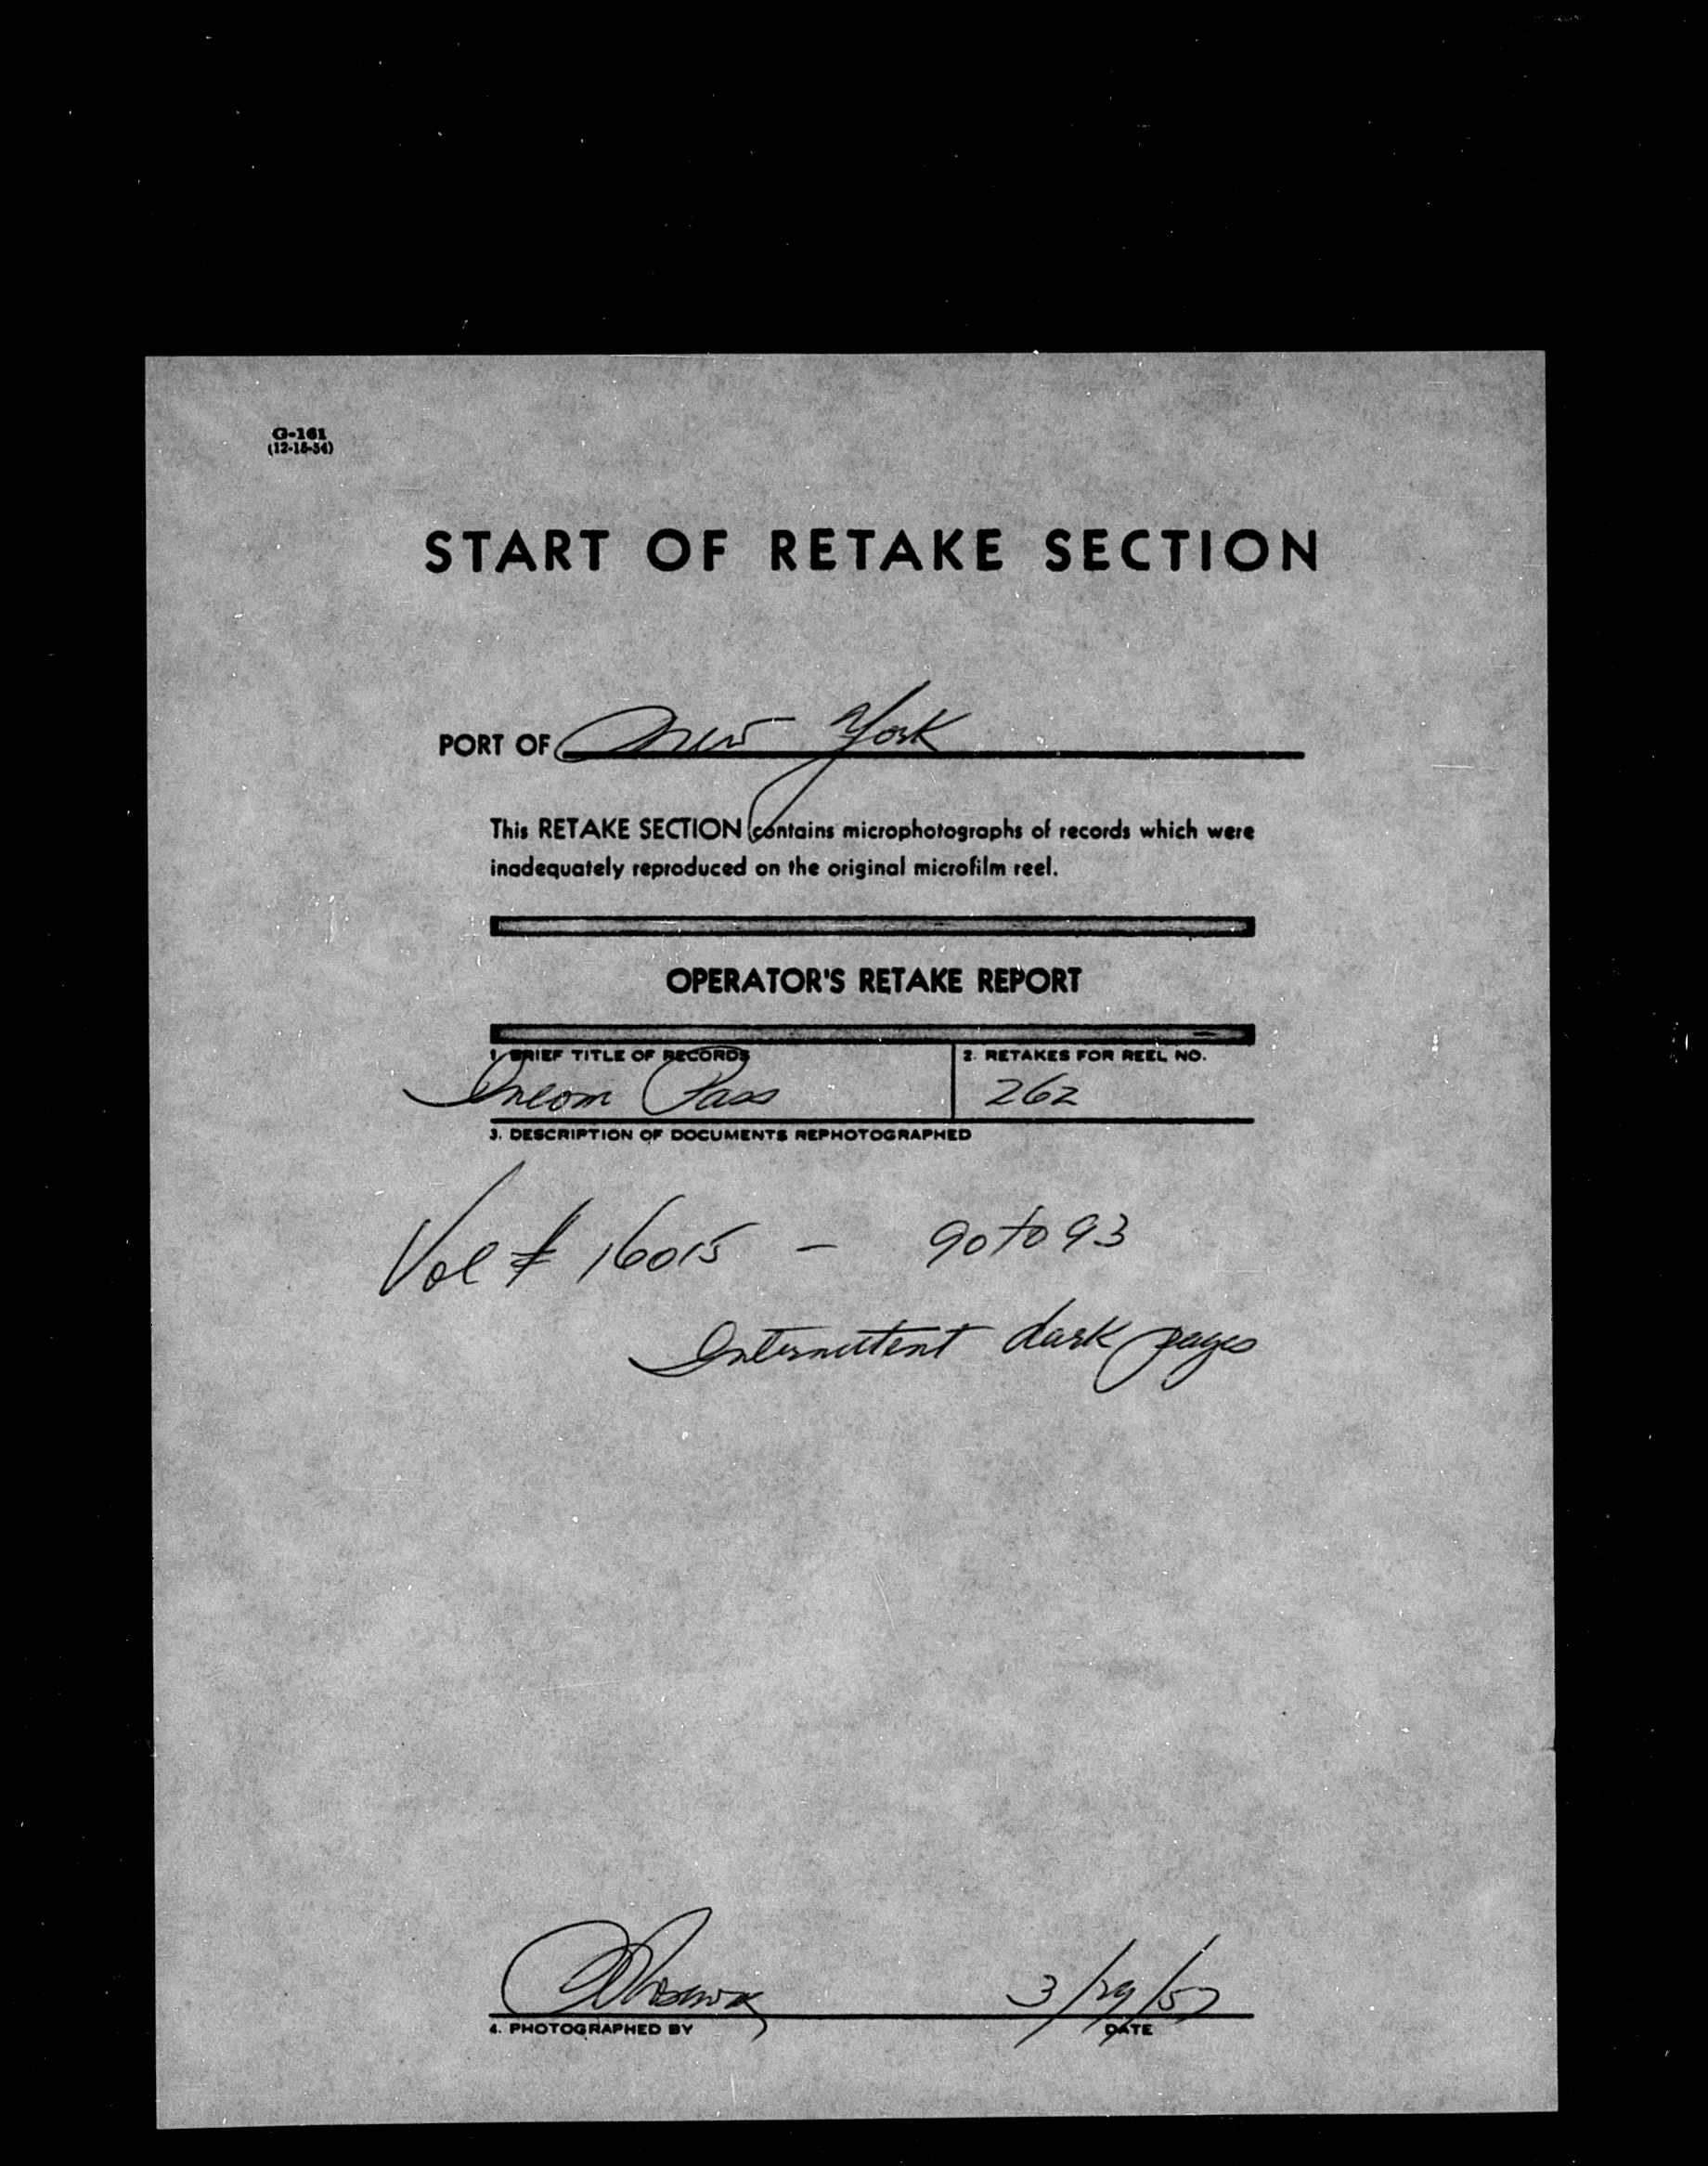 G-161
(12-15-54)
START OF RETAKE SECTION
PORT OF New York
This RETAKE SECTION contains microphotographs of records which were
inadequately reproduced on the original microfilm reel.
OPERATOR'S RETAKE REPORT
1. BRIEF TITLE OF RECORDS
2. RETAKES FOR REEL NO.
Incom Pass
262
3. DESCRIPTION OF DOCUMENTS REPHOTOGRAPHED
Vol # 16015 - 90 to 93
Intermittent dark pages
3/29/57
4. PHOTOGRAPHED BY
DATE